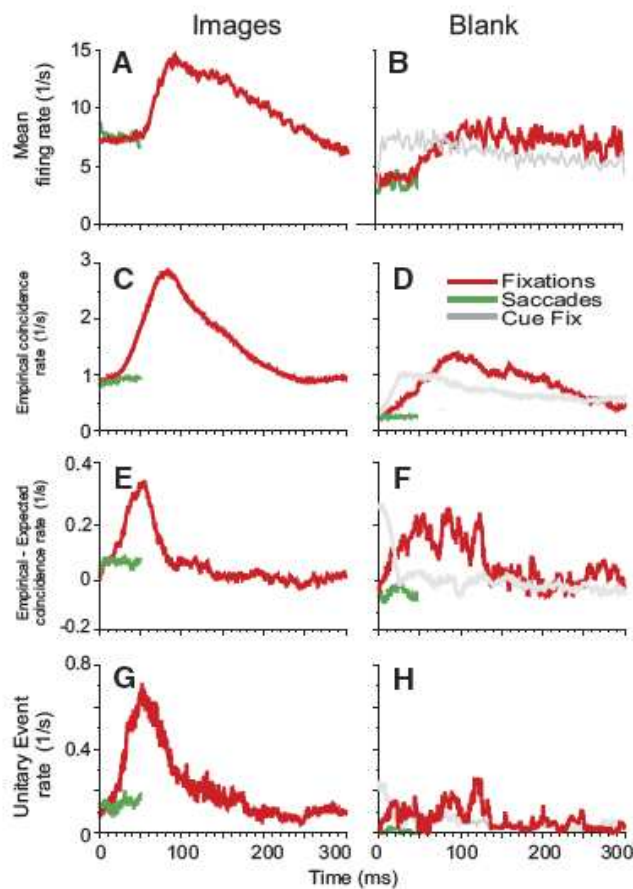 Images Blank
A B
Mean
firing rate (1/s)
15
10
5
0
C D
Empirical coincidence
rate (1/s)
3
2
1
0
Fixations
Saccades
Cue Fix
E F
Empirical - Expected
coincidence rate (1/s)
0.4
0.2
0
-0.2
G H
Unitary Event
rate (1/s)
0.8
0.4
0
0 100 200 300 0 100 200 300
Time (ms)